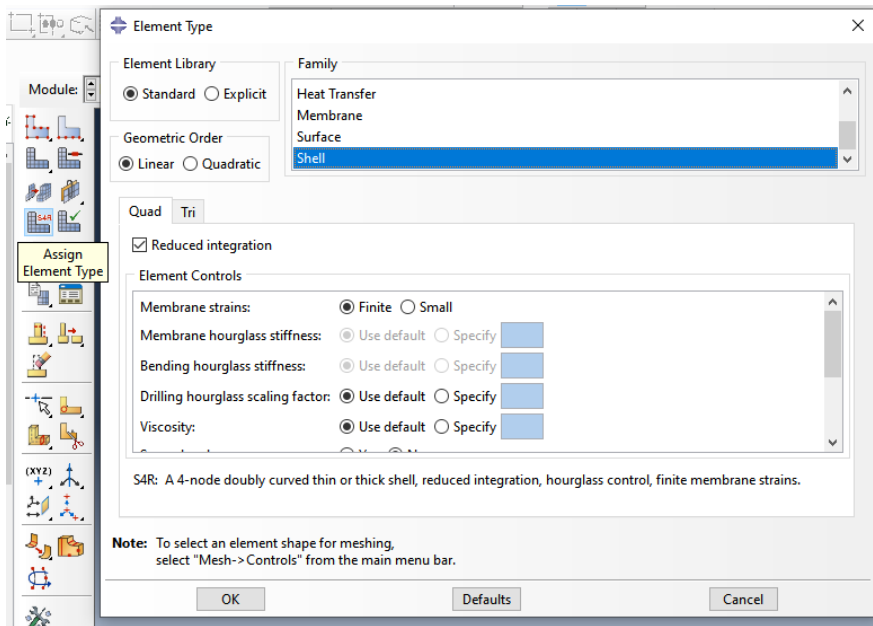 Element Type
Module:
Element Library
Standard Explicit
Geometric Order
Linear Quadratic
Family
Heat Transfer
Membrane
Surface
Shell
S4R
Assign
Element Type
Quad Tri
Reduced integration
Element Controls
Membrane strains: Finite Small
Membrane hourglass stiffness: Use default Specify
Bending hourglass stiffness: Use default Specify
Drilling hourglass scaling factor: Use default Specify
Viscosity: Use default Specify
S4R: A 4-node doubly curved thin or thick shell, reduced integration, hourglass control, finite membrane strains.
(XYZ)
Note: To select an element shape for meshing,
select "Mesh->Controls" from the main menu bar.
OK Defaults Cancel